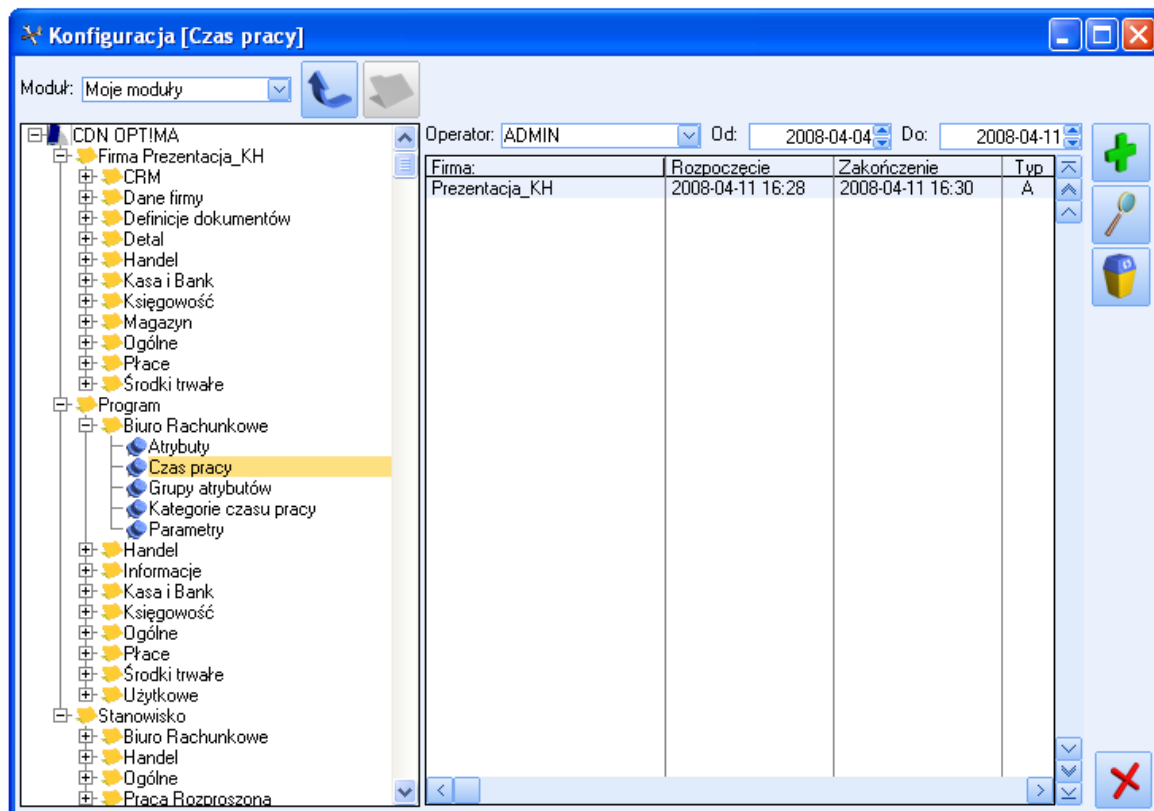 Konfiguracja [Czas pracy]
Moduł: Moje moduły
CDN OPT!MA
Firma Prezentacja_KH
CRM
Dane firmy
Definicje dokumentów
Detal
Handel
Kasa i Bank
Księgowość
Magazyn
Ogólne
Płace
Środki trwałe
Program
Biuro Rachunkowe
Atrybuty
Czas pracy
Grupy atrybutów
Kategorie czasu pracy
Parametry
Handel
Informacje
Kasa i Bank
Księgowość
Ogólne
Płace
Środki trwałe
Użytkowe
Stanowisko
Biuro Rachunkowe
Handel
Ogólne
Praca Rozproszona
Operator: ADMIN Od: 2008-04-04 Do: 2008-04-11
Firma: Rozpoczęcie Zakończenie Typ
Prezentacja_KH 2008-04-11 16:28 2008-04-11 16:30 A